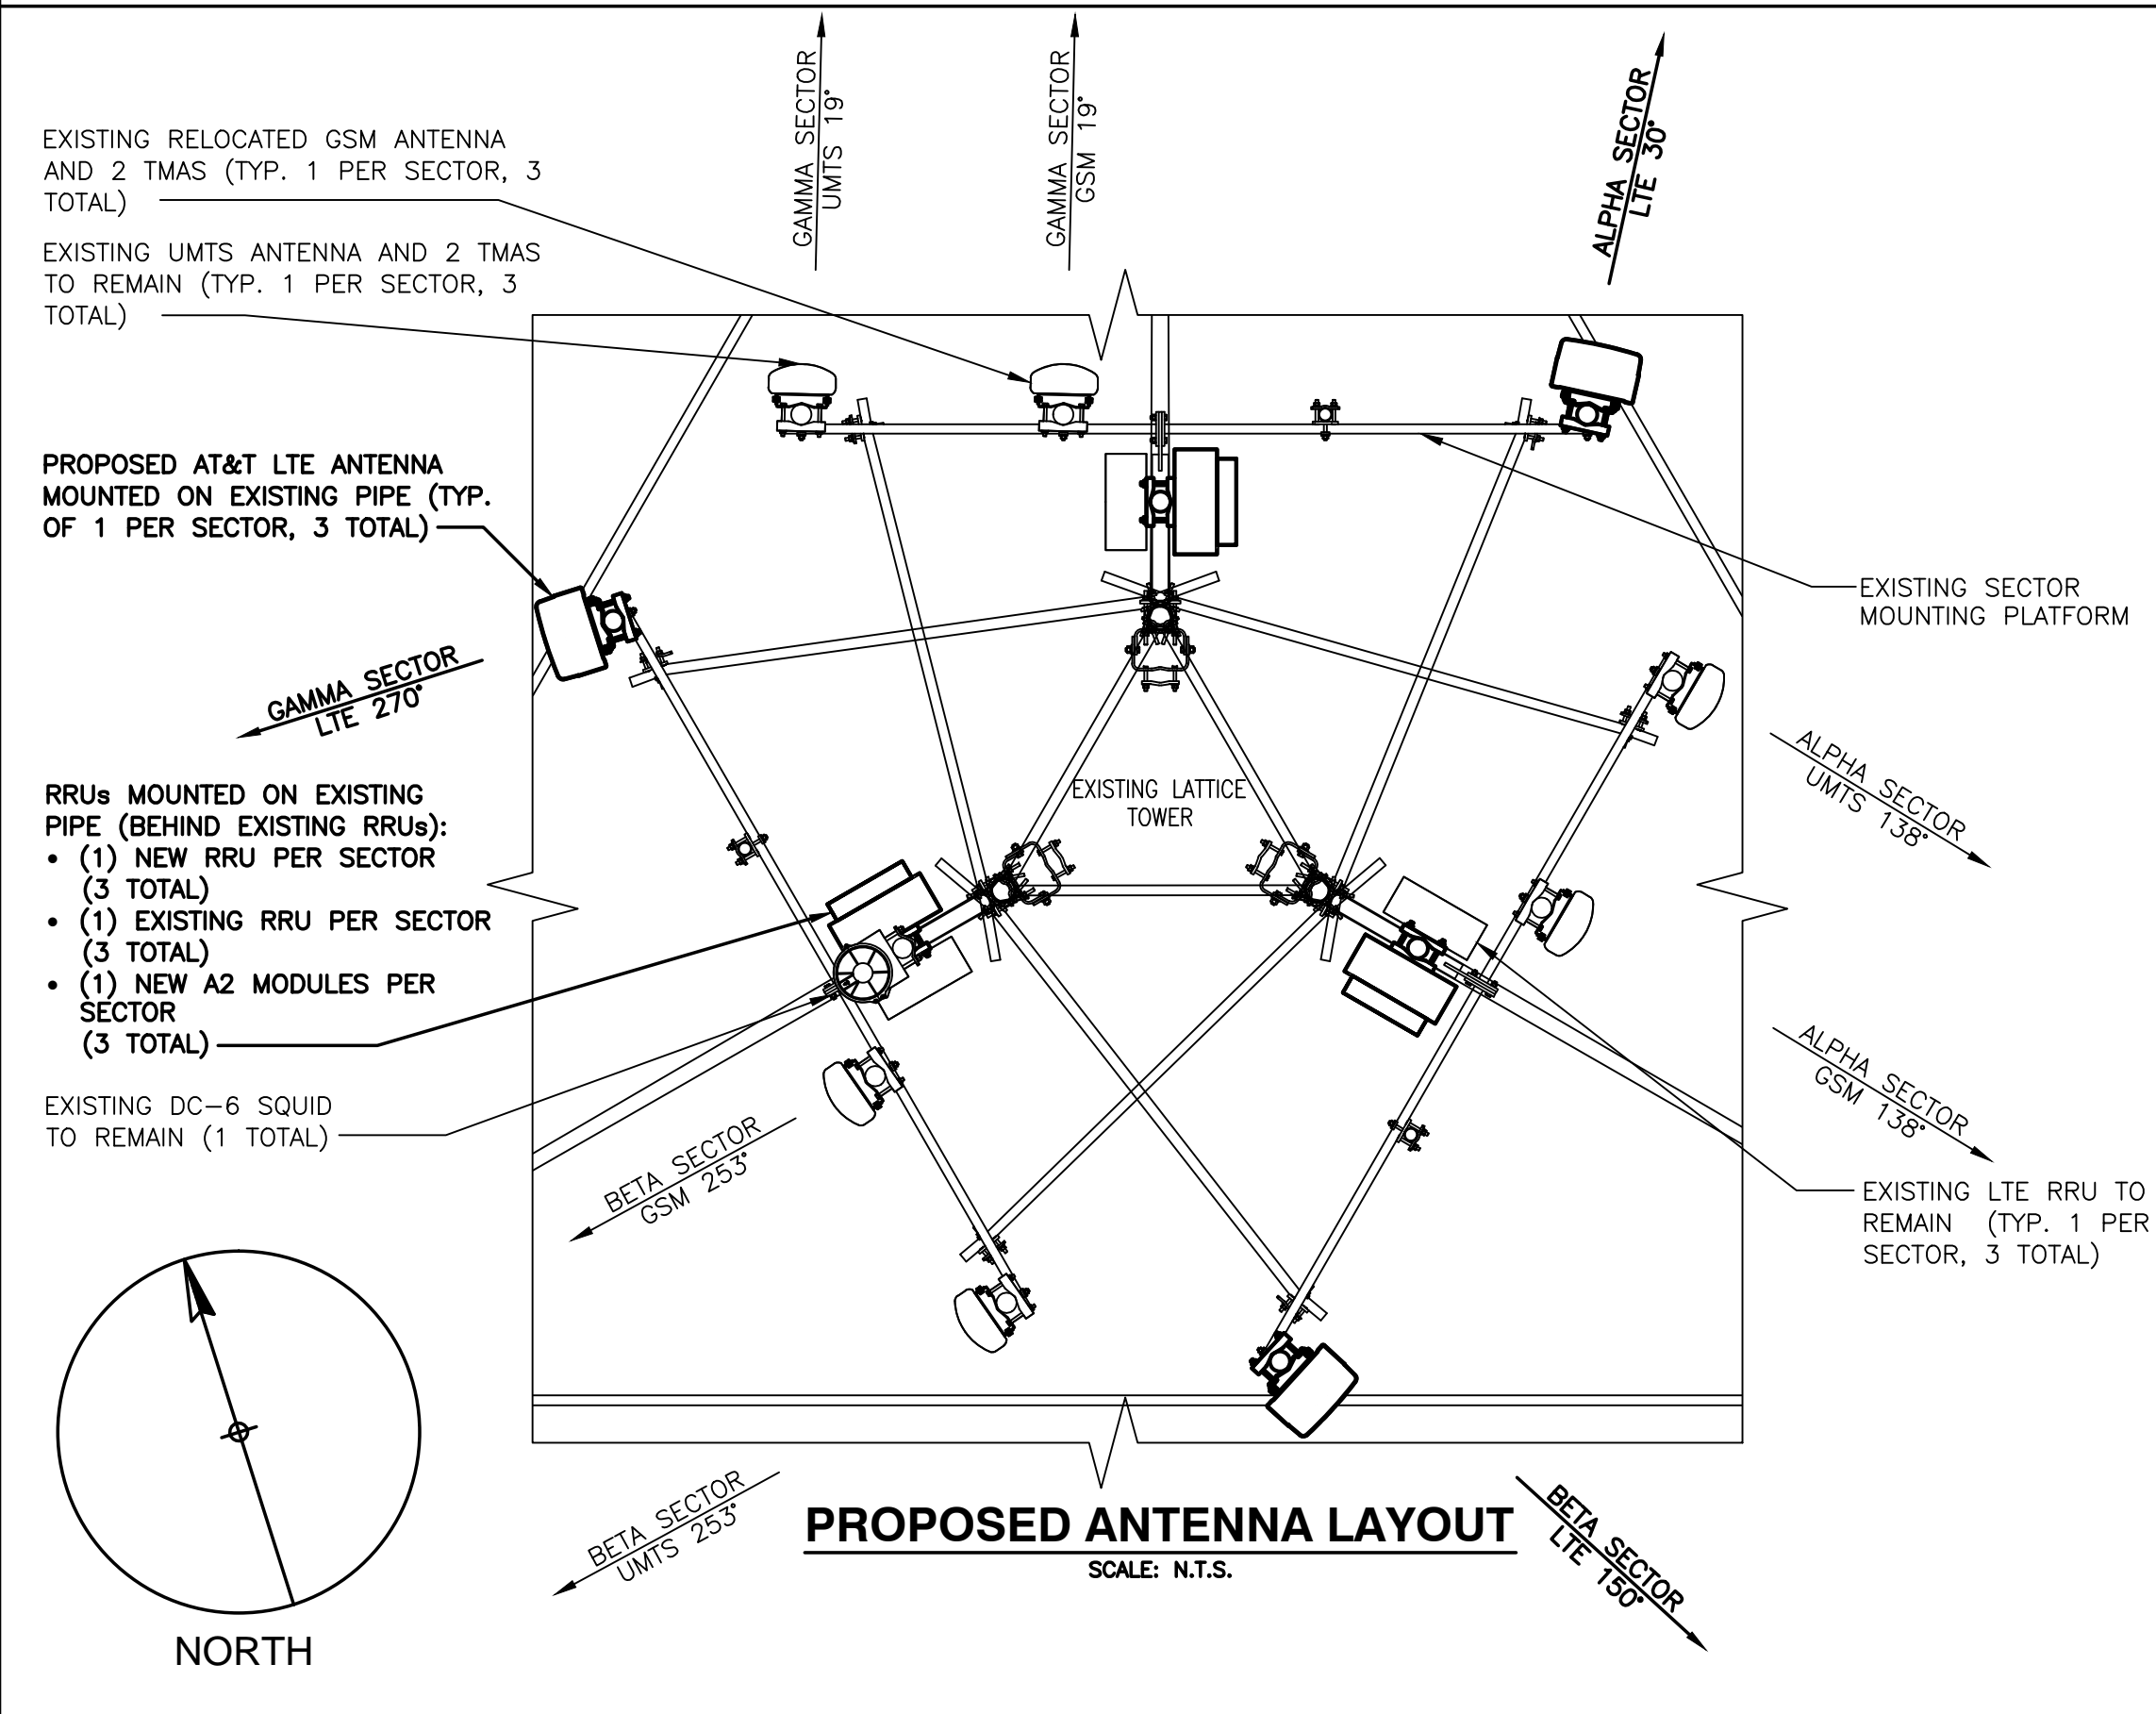 GAMMA SECTOR
UMTS 19°
GAMMA SECTOR
GSM 19°
ALPHA SECTOR
LTE 30°
EXISTING RELOCATED GSM ANTENNA
AND 2 TMAS (TYP. 1 PER SECTOR, 3
TOTAL)
EXISTING UMTS ANTENNA AND 2 TMAS
TO REMAIN (TYP. 1 PER SECTOR, 3
TOTAL)
PROPOSED AT&T LTE ANTENNA
MOUNTED ON EXISTING PIPE (TYP.
OF 1 PER SECTOR, 3 TOTAL)
EXISTING SECTOR
MOUNTING PLATFORM
GAMMA SECTOR
LTE 270°
ALPHA SECTOR
UMTS 138°
EXISTING LATTICE
TOWER
RRUs MOUNTED ON EXISTING
PIPE (BEHIND EXISTING RRUs):
• (1) NEW RRU PER SECTOR
(3 TOTAL)
• (1) EXISTING RRU PER SECTOR
(3 TOTAL)
• (1) NEW A2 MODULES PER
SECTOR
(3 TOTAL)
EXISTING DC-6 SQUID
TO REMAIN (1 TOTAL)
ALPHA SECTOR
GSM 138°
BETA SECTOR
GSM 253°
EXISTING LTE RRU TO
REMAIN (TYP. 1 PER
SECTOR, 3 TOTAL)
BETA SECTOR
UMTS 253°
BETA SECTOR
LTE 150°
PROPOSED ANTENNA LAYOUT
SCALE: N.T.S.
NORTH